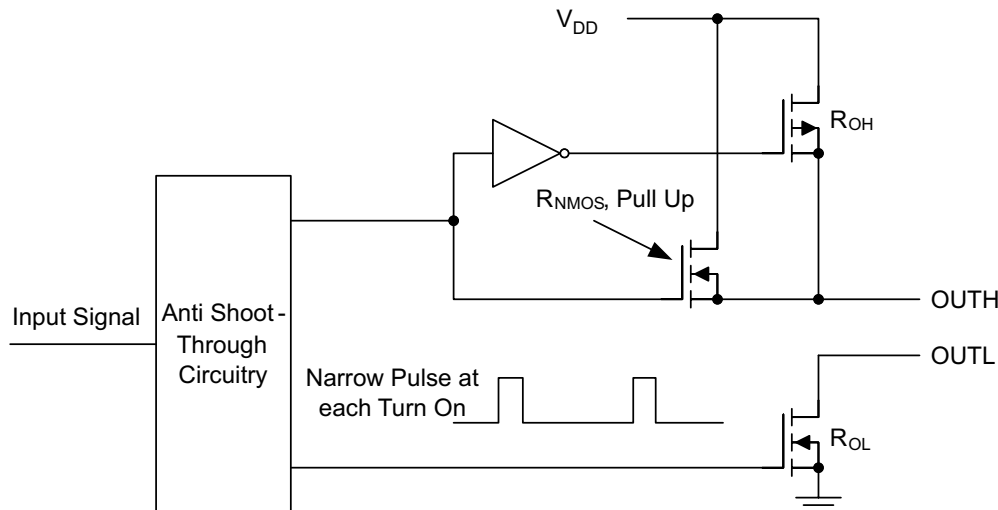 VDD
ROH
RNMOS, Pull Up
Input Signal
Anti Shoot-
Through
Circuitry
OUTH
OUTL
Narrow Pulse at
each Turn On
ROL